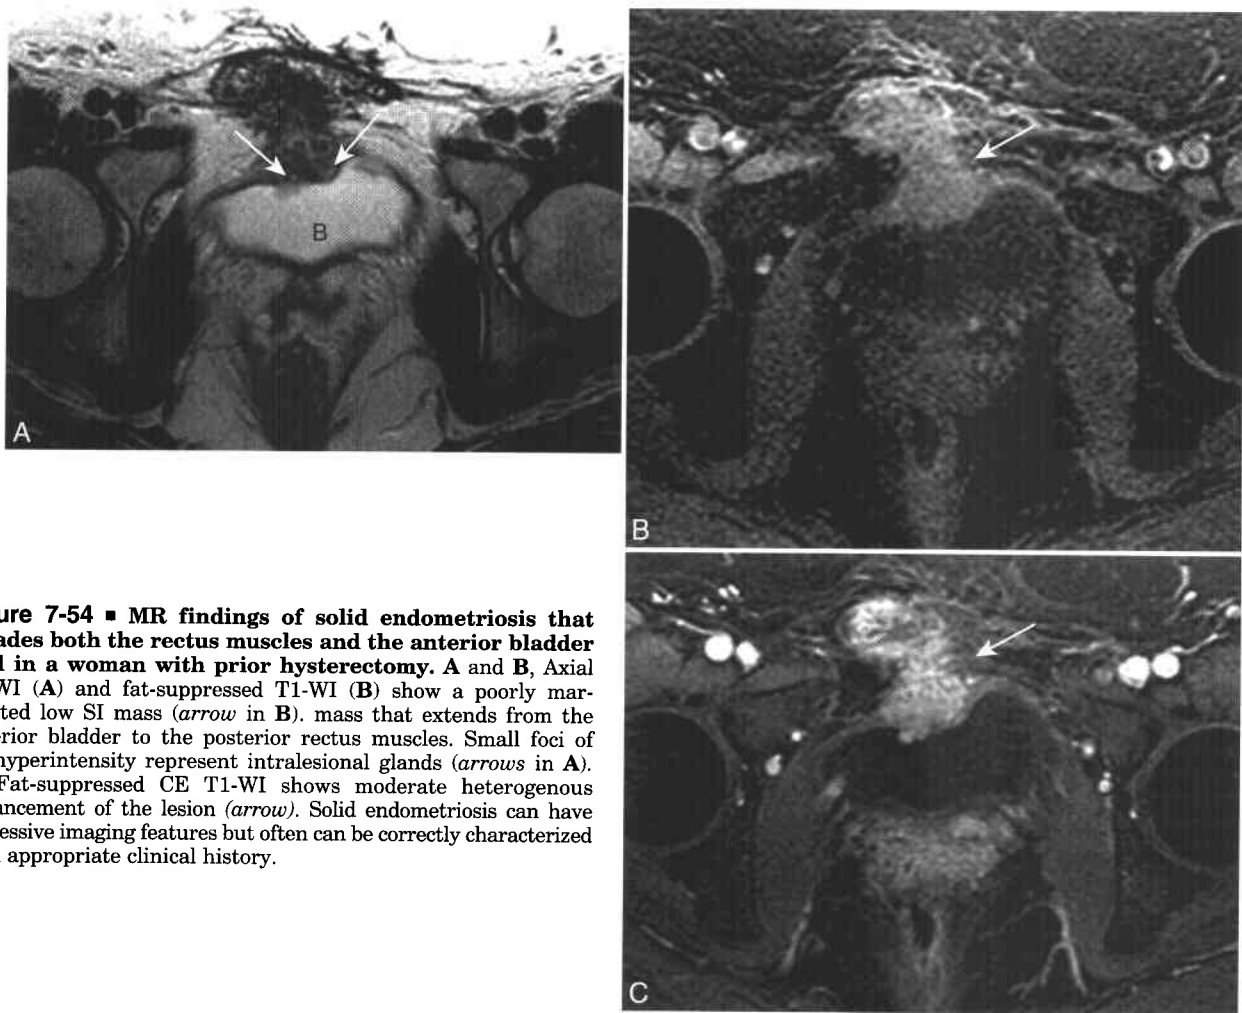 B
A
B
C
ure 7-54 ■ MR findings of solid endometriosis that
ades both the rectus muscles and the anterior bladder
l in a woman with prior hysterectomy. A and B, Axial
WI (A) and fat-suppressed T1-WI (B) show a poorly mar-
ted low SI mass (arrow in B). mass that extends from the
rior bladder to the posterior rectus muscles. Small foci of
hyperintensity represent intralesional glands (arrows in A).
Fat-suppressed CE T1-WI shows moderate heterogenous
ancement of the lesion (arrow). Solid endometriosis can have
essive imaging features but often can be correctly characterized
appropriate clinical history.